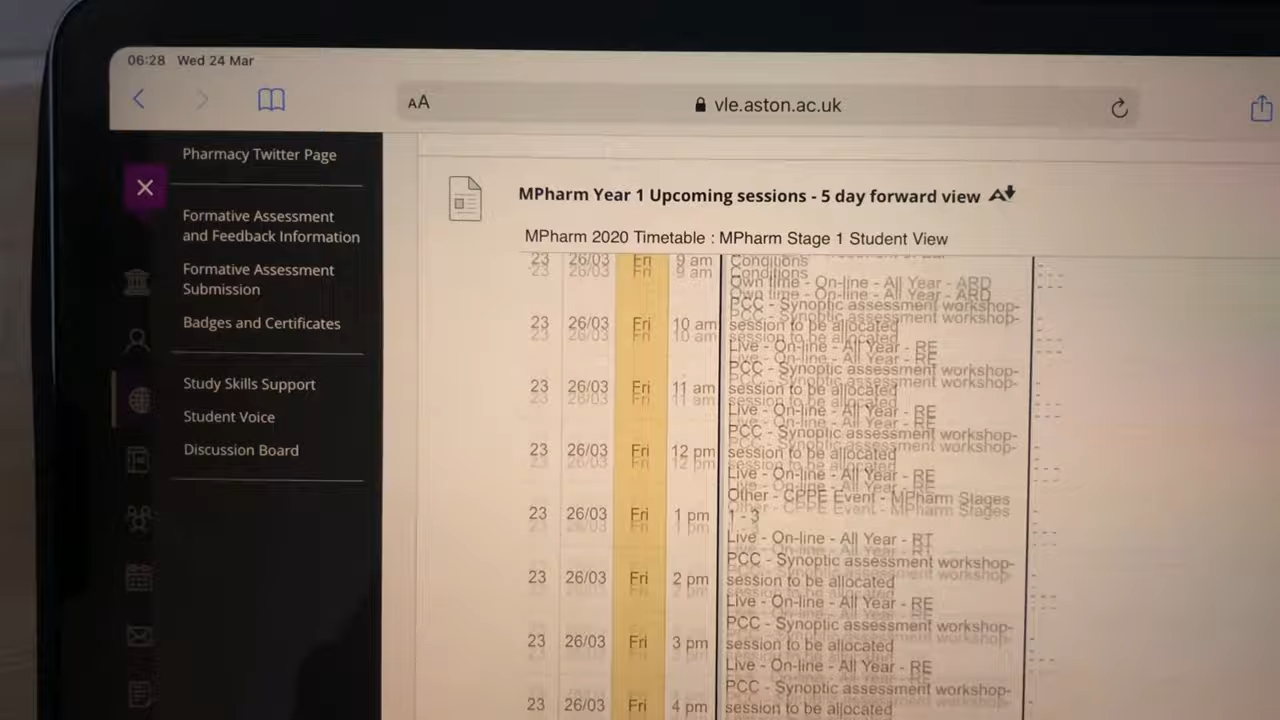 06:28 Wed 24 Mar
AA
vle.aston.ac.uk
Pharmacy Twitter Page
Formative Assessment
and Feedback Information
Formative Assessment
Submission
Badges and Certificates
Study Skills Support
Student Voice
Discussion Board
MPharm Year 1 Upcoming sessions - 5 day forward view
MPharm 2020 Timetable : MPharm Stage 1 Student View
23 26/03 Fri 9 am Conditions
Own time - On-line - All Year - ARD
PCC - Synoptic assessment workshop-
23 26/03 Fri 10 am session to be allocated
Live - On-line - All Year - RE
PCC - Synoptic assessment workshop-
23 26/03 Fri 11 am session to be allocated
Live - On-line - All Year - RE
PCC - Synoptic assessment workshop-
23 26/03 Fri 12 pm session to be allocated
Live - On-line - All Year - RE
Other - CPPE Event - MPharm Stages
23 26/03 Fri 1 pm 1 - 3
Live - On-line - All Year - RT
PCC - Synoptic assessment workshop-
23 26/03 Fri 2 pm session to be allocated
Live - On-line - All Year - RE
PCC - Synoptic assessment workshop-
23 26/03 Fri 3 pm session to be allocated
Live - On-line - All Year - RE
PCC - Synoptic assessment workshop-
23 26/03 Fri 4 pm session to be allocated